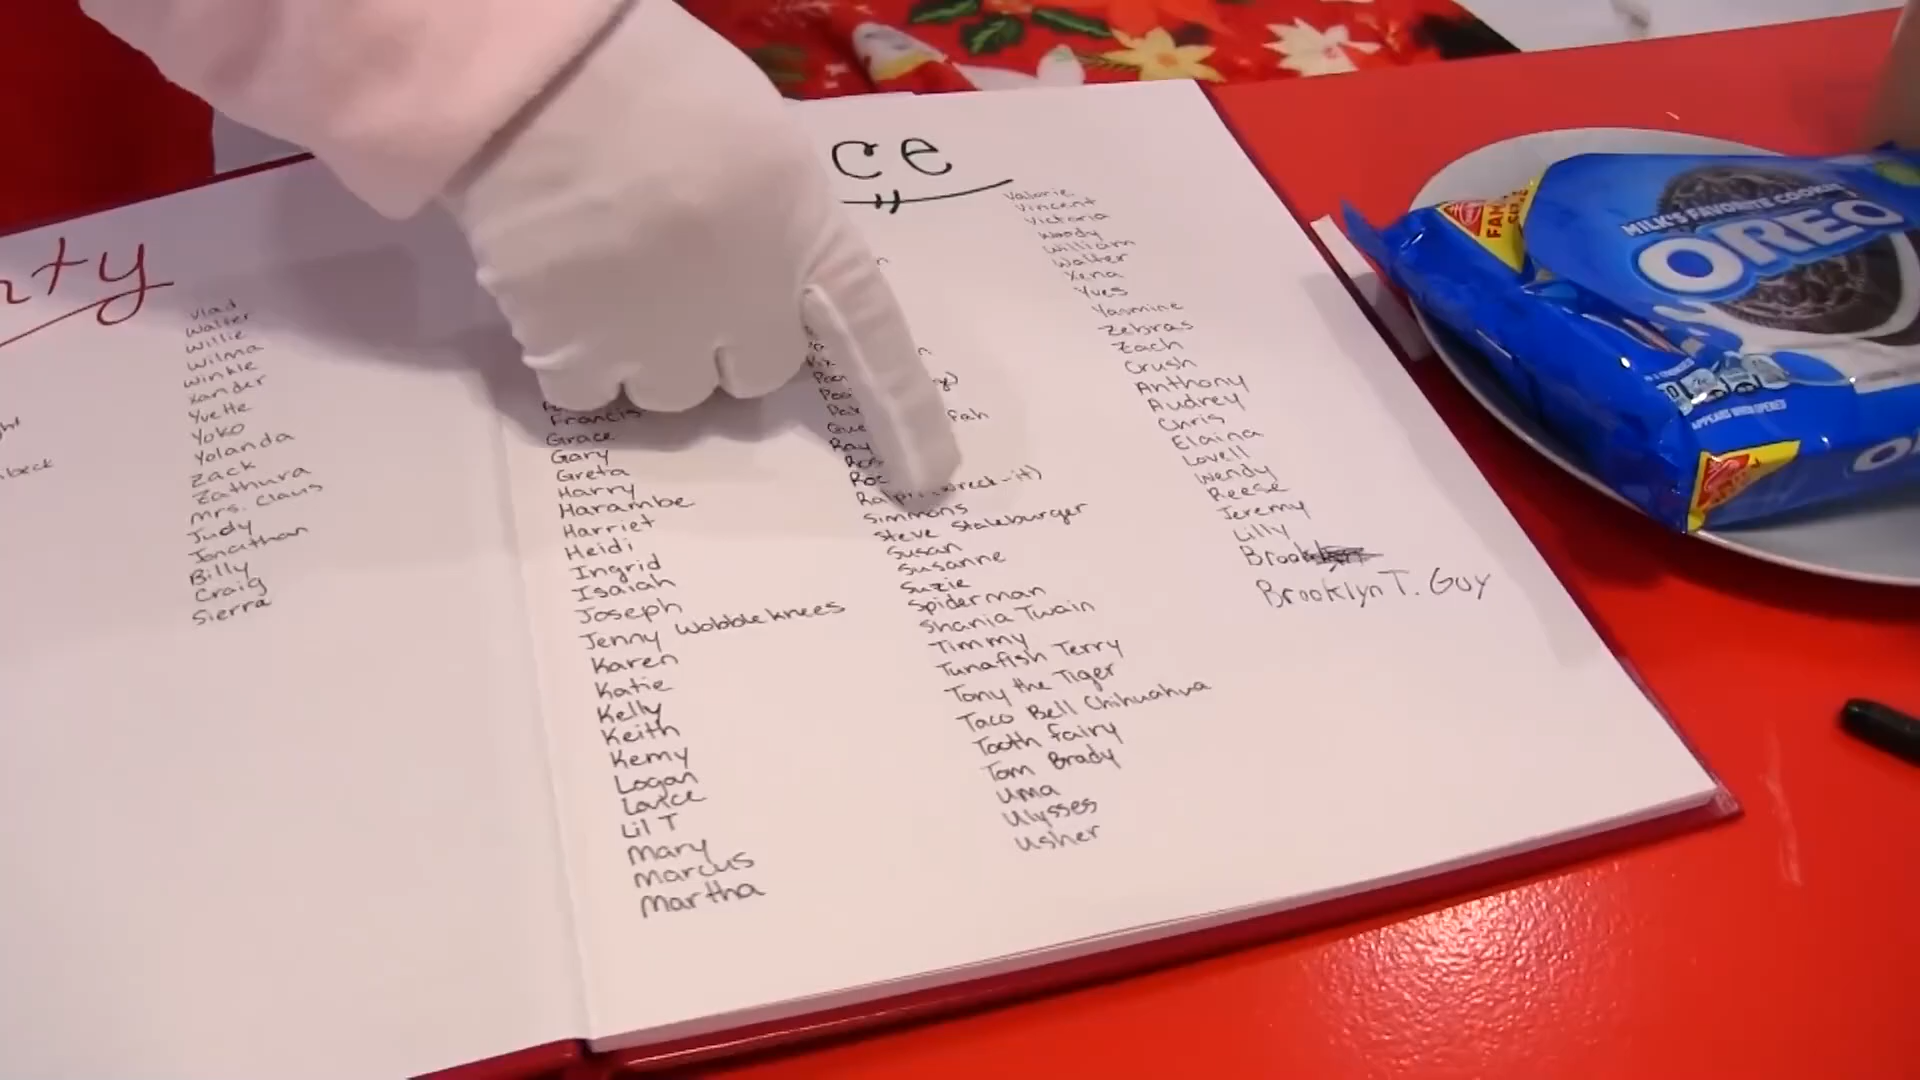 Vlad
Walter
Willie
Wilma
Winkle
Xander
Yvette
Yoko
Yolanda
Zack
Zathura
Mrs. Claus
Judy
Jonathan
Billy
Craig
Sierra
Francis
Grace
Gary
Greta
Harry
Harambe
Harriet
Heidi
Ingrid
Isaiah
Joseph
Jenny Wobbleknees
Karen
Katie
Kelly
Keith
Kemy
Logan
Lance
Lil T
Mary
Marcus
Martha
Simmons
Steve Staleburger
Susan
Susanne
Suzie
Spiderman
Shania Twain
Timmy
Tunafish Terry
Tony the Tiger
Taco Bell Chihuahua
Tooth fairy
Tom Brady
Uma
Ulysses
Usher
Valorie
Vincent
Victoria
Woody
William
Walter
Xena
Yves
Yasmine
Zebras
Zach
Crush
Anthony
Audrey
Chris
Elaina
Lovell
Wendy
Reese
Jeremy
Lilly
Brooklyn T. Guy
MILK'S FAVORITE COOKIE
OREO